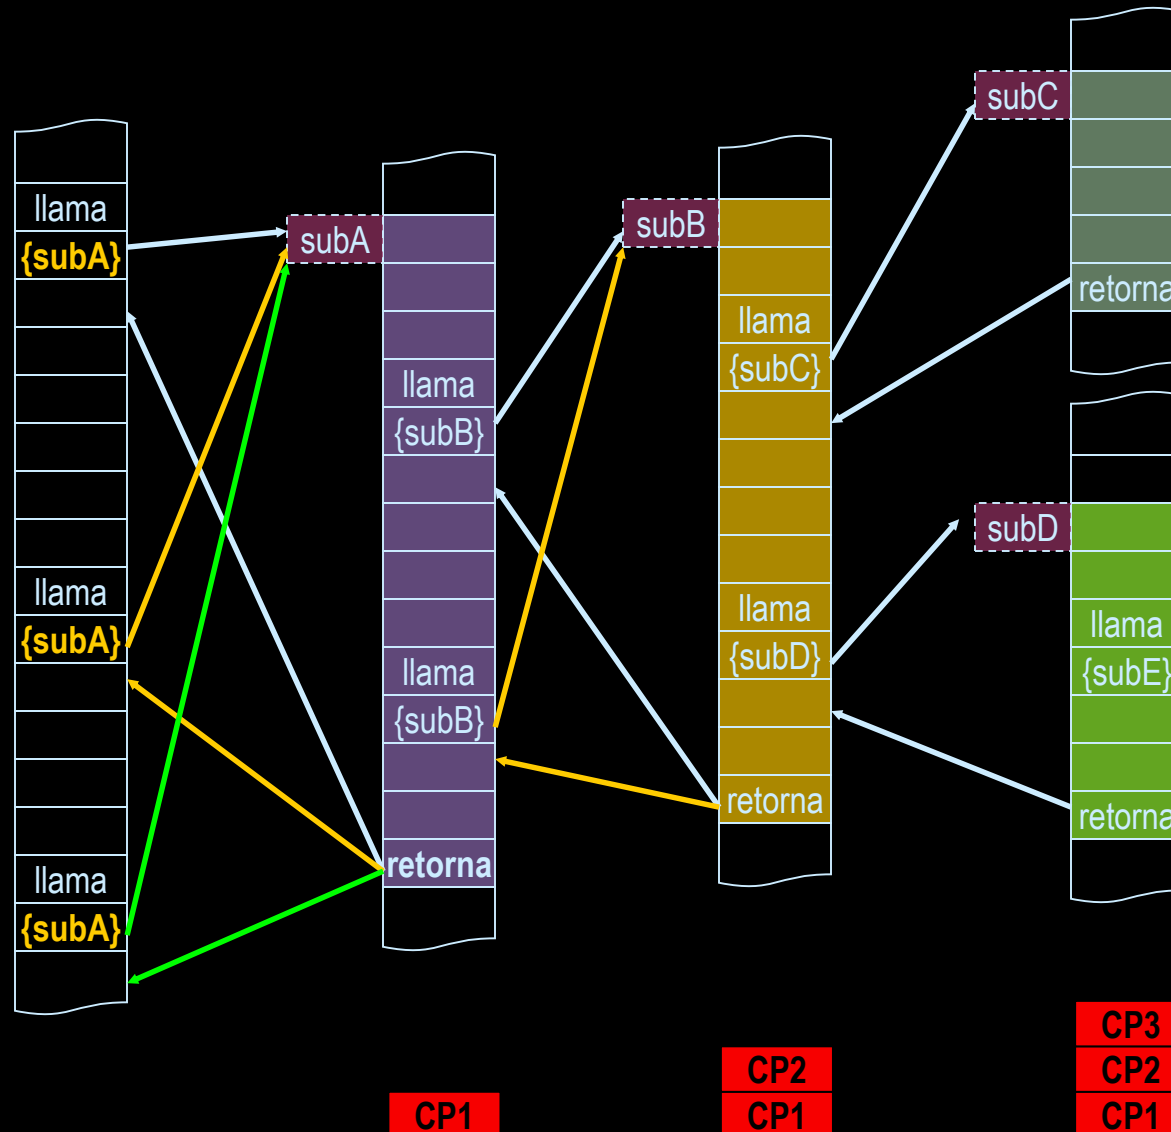 llama
{subA}
llama
{subA}
llama
{subA}
subA
llama
{subB}
llama
{subB}
retorna
CP1
subB
llama
{subC}
llama
{subD}
retorna
CP2
CP1
subC
retorna
subD
llama
{subE}
retorna
CP3
CP2
CP1